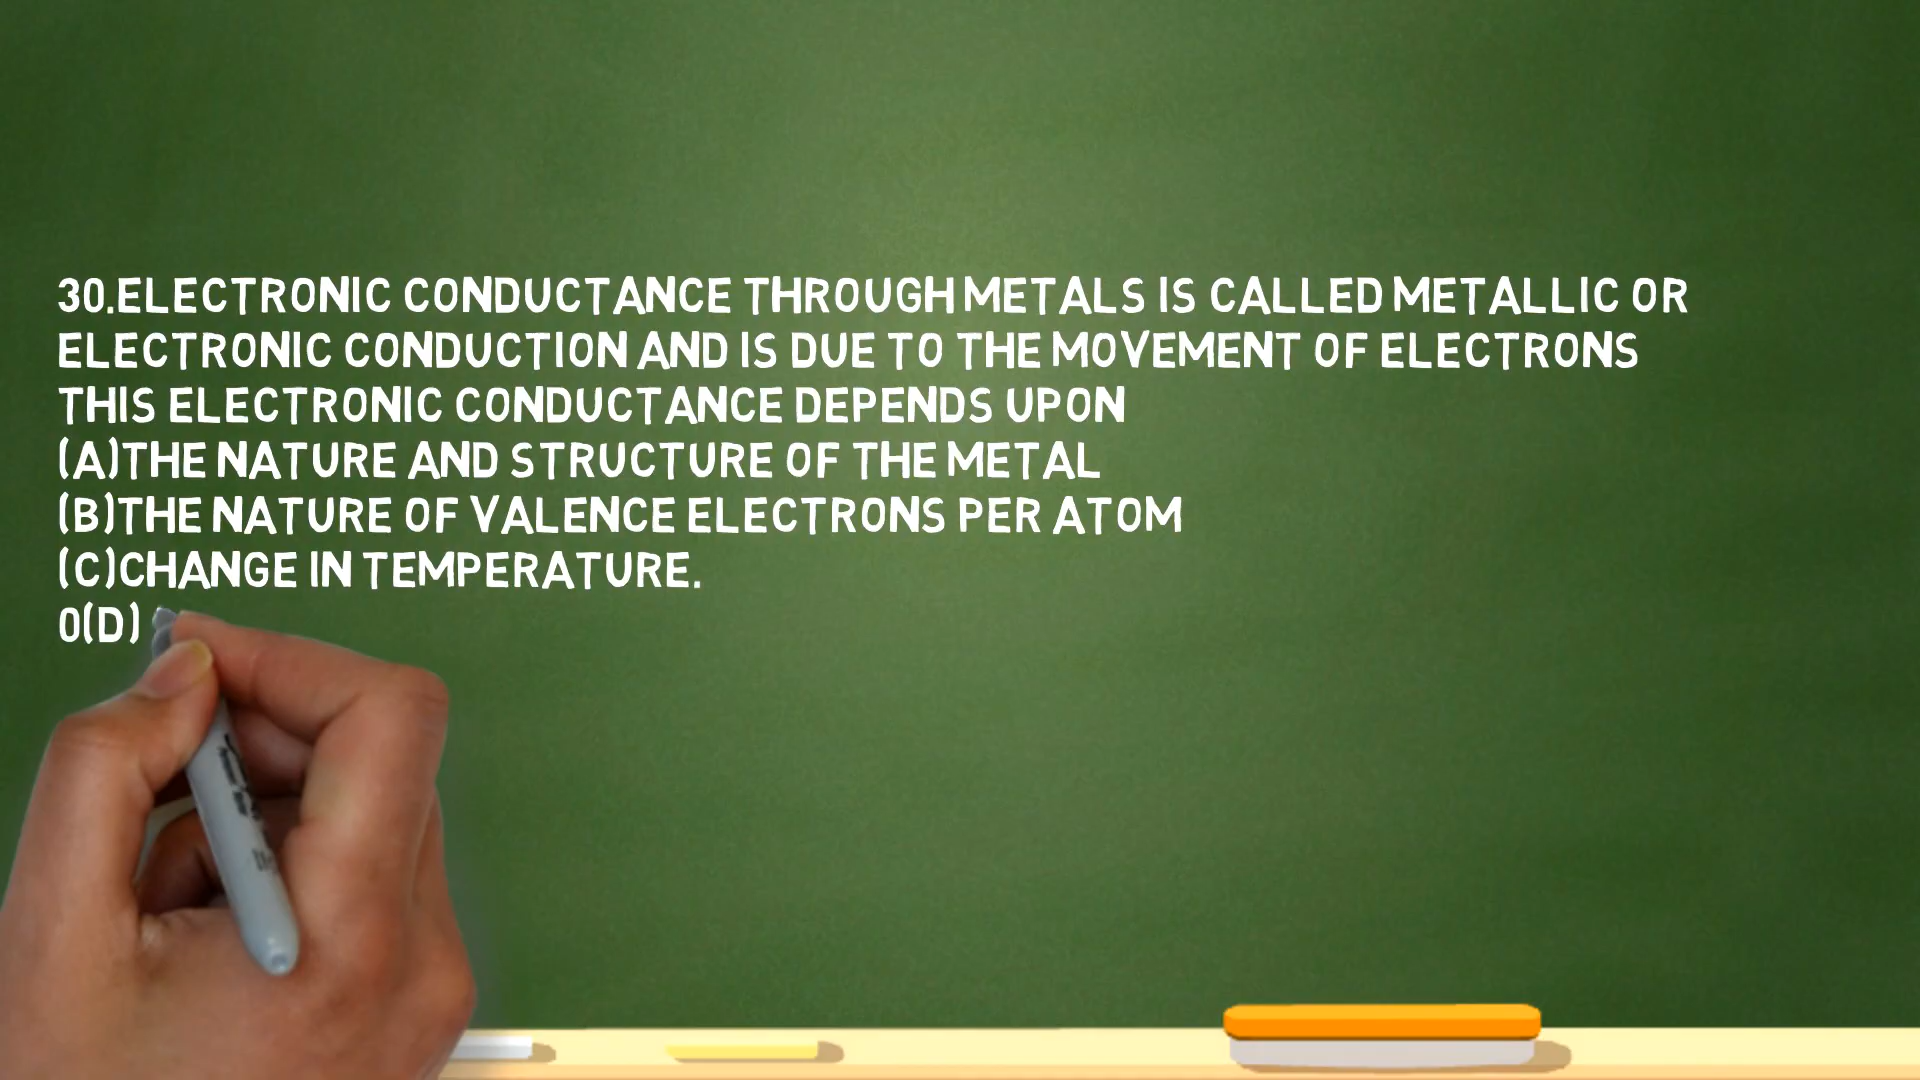 30.ELECTRONIC CONDUCTANCE THROUGH METALS IS CALLED METALLIC OR
ELECTRONIC CONDUCTION AND IS DUE TO THE MOVEMENT OF ELECTRONS
THIS ELECTRONIC CONDUCTANCE DEPENDS UPON
(A)THE NATURE AND STRUCTURE OF THE METAL
(B)THE NATURE OF VALENCE ELECTRONS PER ATOM
(C)CHANGE IN TEMPERATURE.
0(D)